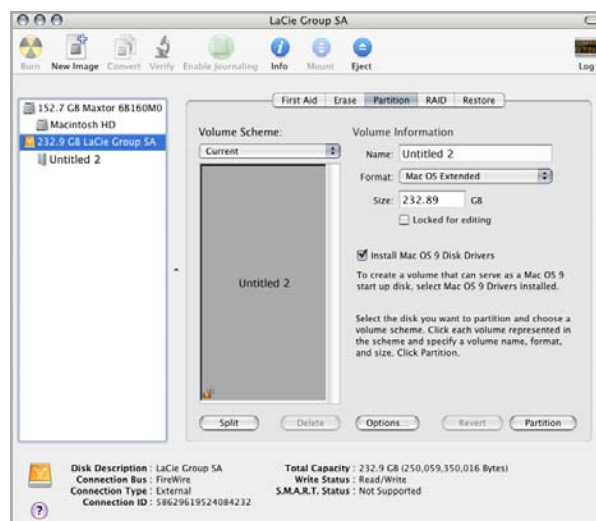 LaCie Group SA
Burn New Image Convert Verify Enable Journaling Info Mount Eject Log
First Aid Erase Partition RAID Restore
152.7 GB Maxtor 6B160M0
Macintosh HD
232.9 GB LaCie Group SA
Untitled 2
Volume Scheme:
Current
Untitled 2
Volume Information
Name: Untitled 2
Format: Mac OS Extended
Size: 232.89 GB
Locked for editing
Install Mac OS 9 Disk Drivers
To create a volume that can serve as a Mac OS 9
start up disk, select Mac OS 9 Drivers installed.
Select the disk you want to partition and choose a
volume scheme. Click each volume represented in
the scheme and specify a volume name, format,
and size. Click Partition.
Split Delete Options... Revert Partition
Disk Description : LaCie Group SA
Connection Bus : FireWire
Connection Type : External
Connection ID : 58629619524084232
Total Capacity : 232.9 GB (250,059,350,016 Bytes)
Write Status : Read/Write
S.M.A.R.T. Status : Not Supported
?